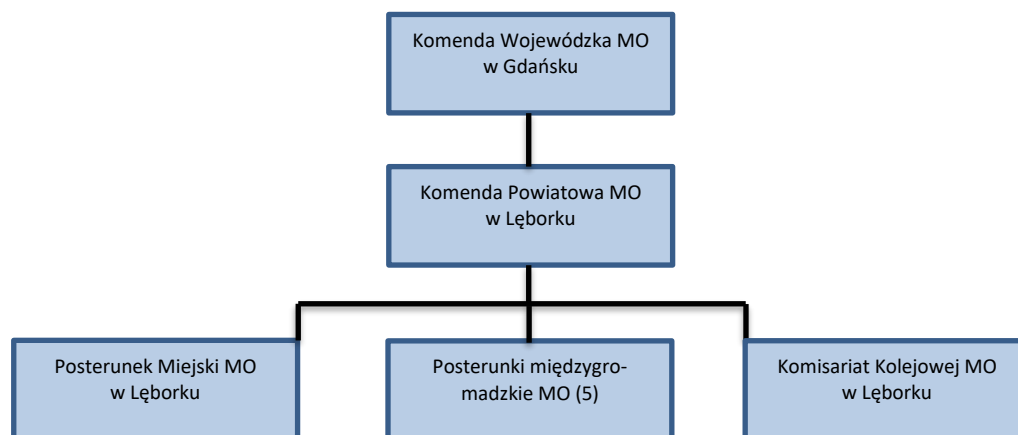 Komenda Wojewódzka MO
w Gdańsku
Komenda Powiatowa MO
w Lęborku
Posterunek Miejski MO
w Lęborku
Posterunki międzygro-
madzkie MO (5)
Komisariat Kolejowej MO
w Lęborku